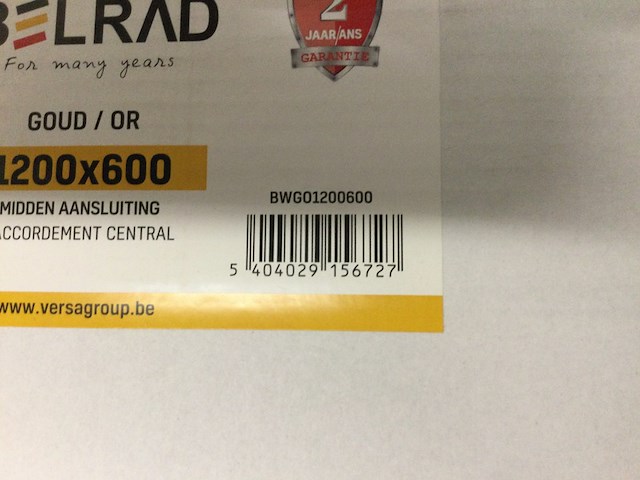 BELRAD
For many years
2
JAAR/ANS
GARANTIE
GOUD / OR
1200x600
MIDDEN AANSLUITING
ACCORDEMENT CENTRAL
BWGO1200600
5 404029 156727
www.versagroup.be